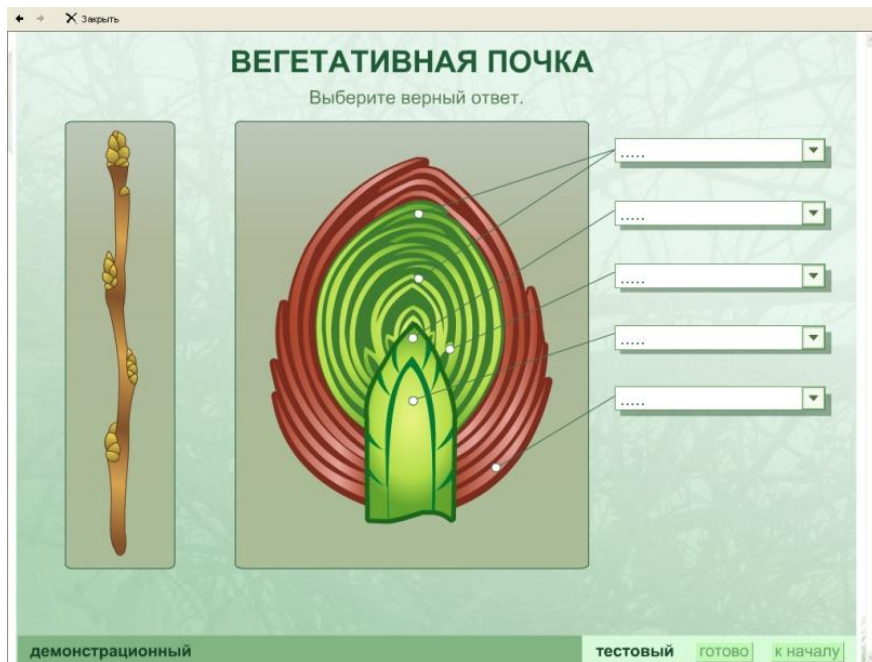 Закрыть
ВЕГЕТАТИВНАЯ ПОЧКА
Выберите верный ответ.
.....
.....
.....
.....
.....
демонстрационный
тестовый готово к началу